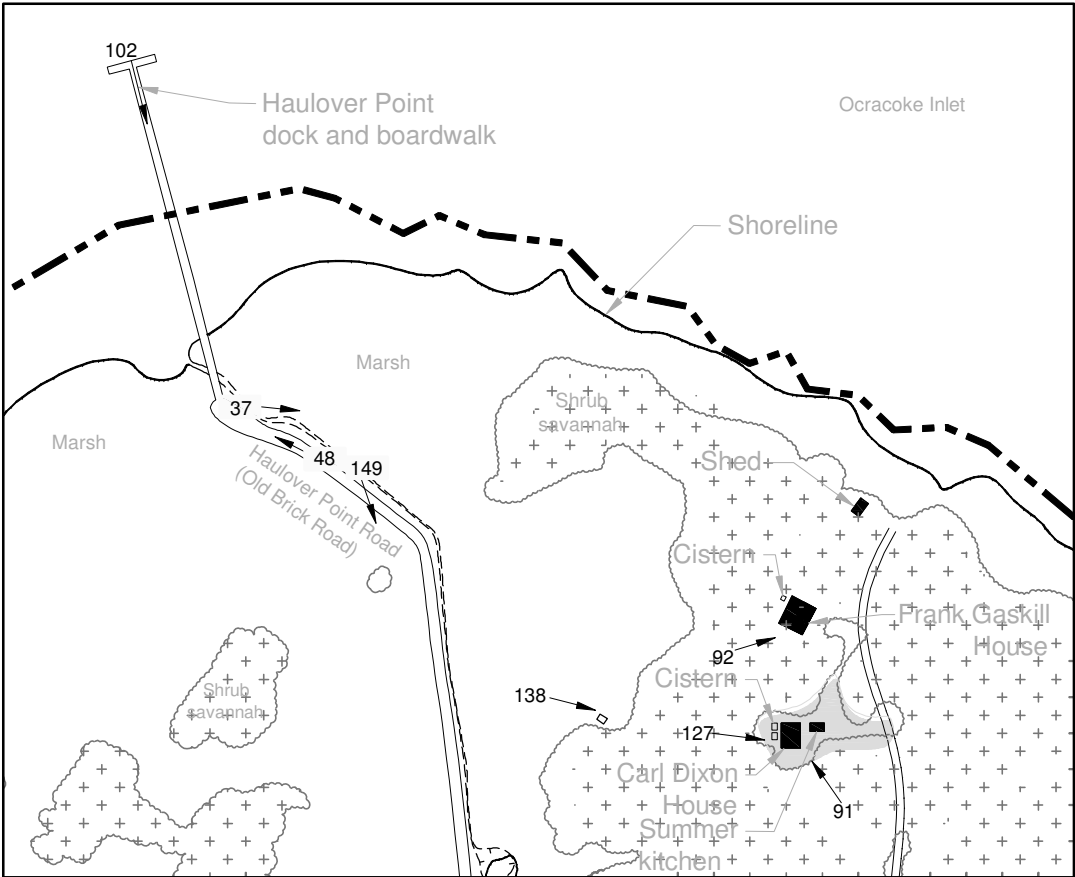 102
Haulover Point
dock and boardwalk
Ocracoke Inlet
Shoreline
Marsh
Marsh
Shrub
savannah
37
48
149
Haulover Point Road
(Old Brick Road)
Shed
Cistern
Frank Gaskill
House
92
Cistern
138
127
Shrub
savannah
Carl Dixon
House
91
Summer
kitchen